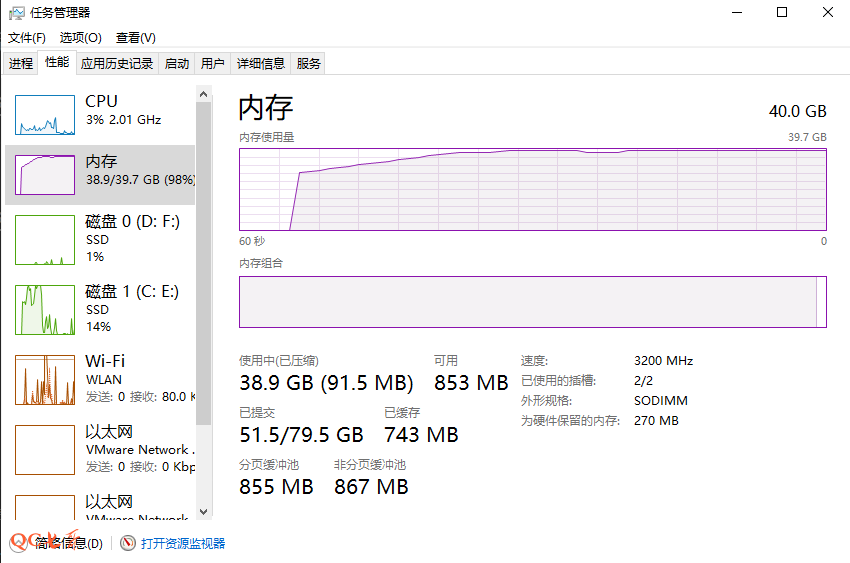 任务管理器
文件(F) 选项(O) 查看(V)
进程 性能 应用历史记录 启动 用户 详细信息 服务
CPU
3% 2.01 GHz
内存
38.9/39.7 GB (98%)
磁盘 0 (D: F:)
SSD
1%
磁盘 1 (C: E:)
SSD
14%
Wi-Fi
WLAN
发送: 0 接收: 80.0 K
以太网
VMware Network .
发送: 0 接收: 0 Kbp
以太网
VMware Network
内存 40.0 GB
内存使用量 39.7 GB
60 秒 0
内存组合
使用中(已压缩) 可用
38.9 GB (91.5 MB) 853 MB
已提交 已缓存
51.5/79.5 GB 743 MB
分页缓冲池 非分页缓冲池
855 MB 867 MB
速度: 3200 MHz
已使用的插槽: 2/2
外形规格: SODIMM
为硬件保留的内存: 270 MB
简略信息(D) 打开资源监视器